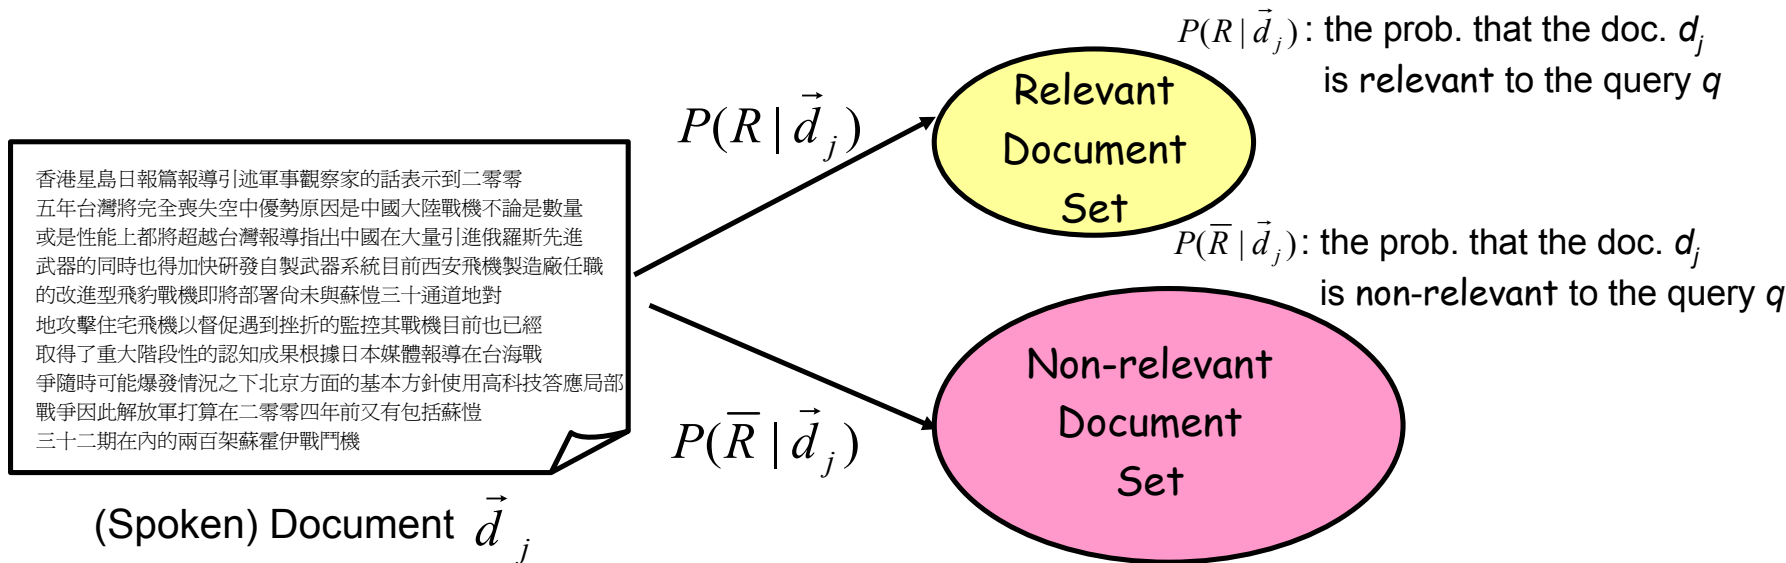 香港星島日報篇報導引述軍事觀察家的話表示到二零零
五年台灣將完全喪失空中優勢原因是中國大陸戰機不論是數量
或是性能上都將超越台灣報導指出中國在大量引進俄羅斯先進
武器的同時也得加快研發自製武器系統目前西安飛機製造廠任職
的改進型飛豹戰機即將部署尚未與蘇愷三十通道地對
地攻擊住宅飛機以督促遇到挫折的監控其戰機目前也已經
取得了重大階段性的認知成果根據日本媒體報導在台海戰
爭隨時可能爆發情況之下北京方面的基本方針使用高科技答應局部
戰爭因此解放軍打算在二零零四年前又有包括蘇愷
三十二期在內的兩百架蘇霍伊戰鬥機
(Spoken) Document $\vec{d}_j$
$P(R \mid \vec{d}_j)$
$P(\overline{R} \mid \vec{d}_j)$
Relevant
Document
Set
$P(R \mid \vec{d}_j)$: the prob. that the doc. $d_j$
is relevant to the query q
$P(\overline{R} \mid \vec{d}_j)$: the prob. that the doc. $d_j$
is non-relevant to the query q
Non-relevant
Document
Set